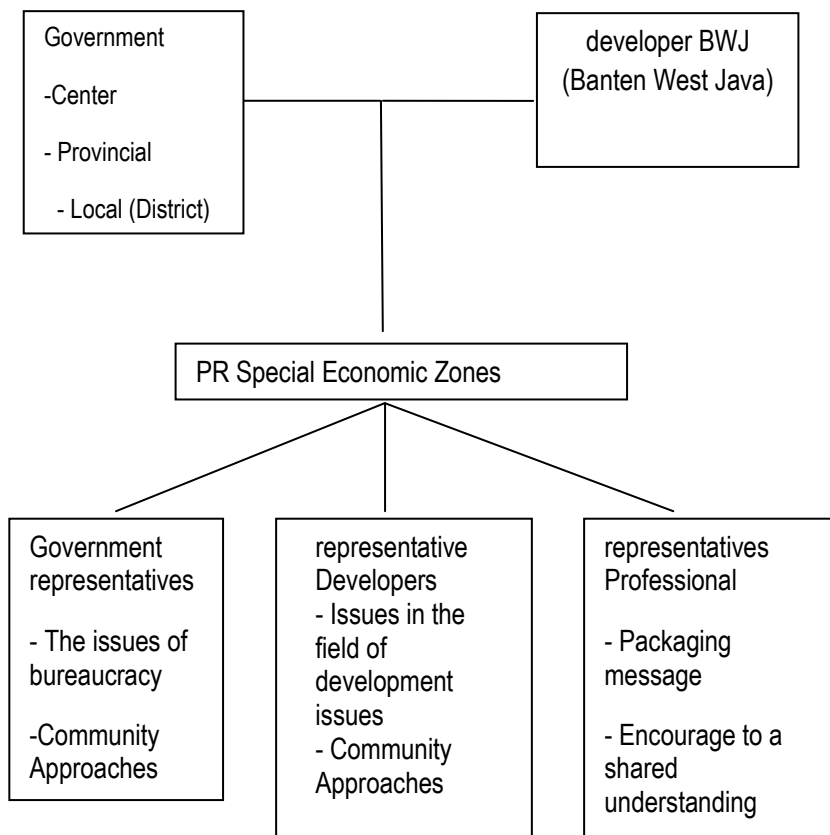 Government
-Center
- Provincial
- Local (District)
developer BWJ
(Banten West Java)
PR Special Economic Zones
Government
representatives
- The issues of
bureaucracy
-Community
Approaches
representative
Developers
- Issues in the
field of
development
issues
- Community
Approaches
representatives
Professional
- Packaging
message
- Encourage to a
shared
understanding